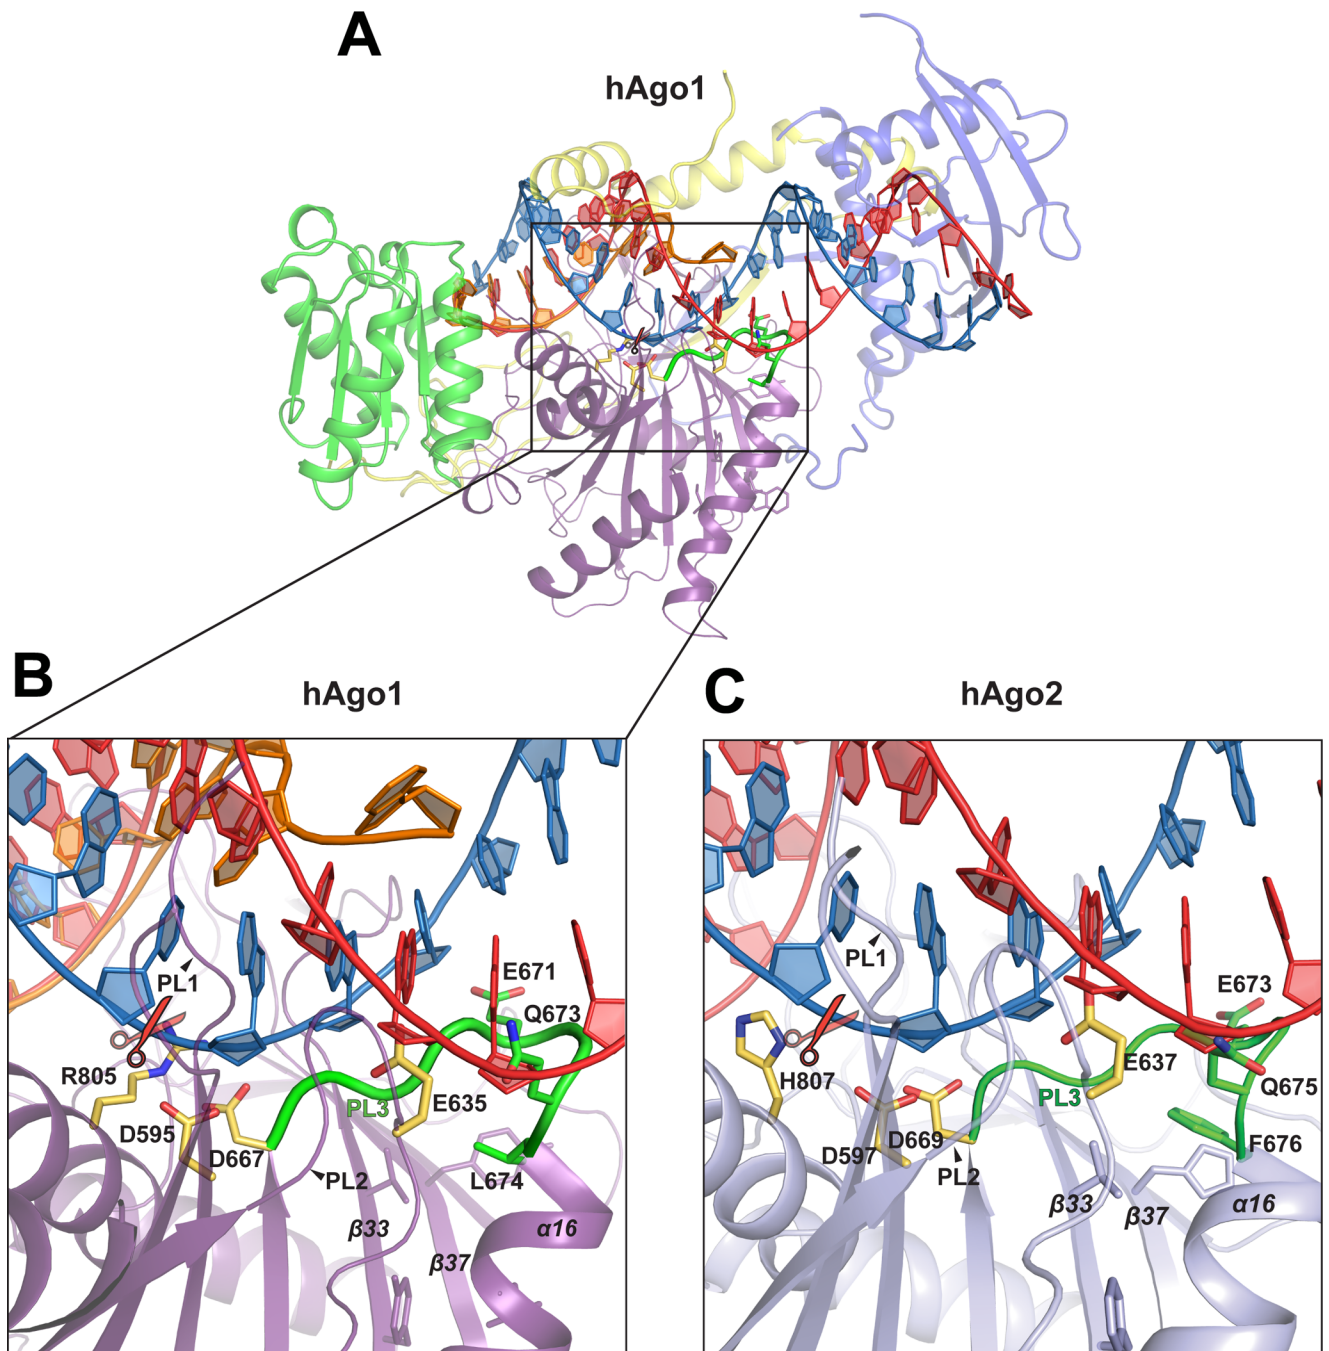 A
hAgo1
B
hAgo1
C
hAgo2
PL1
E671
Q673
R805
PL3
E635
D595
D667
PL2
L674
β33
α16
β37
PL1
E673
H807
E637
PL3
Q675
D597
D669
F676
PL2
β33
β37
α16